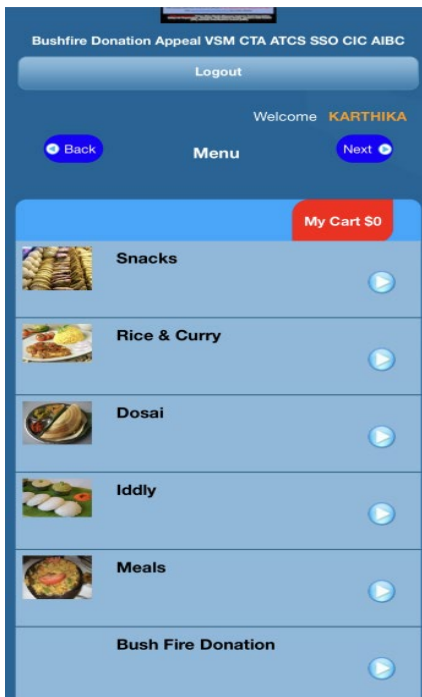 Bushfire Donation Appeal VSM CTA ATCS SSO CIC AIBC
Logout
Welcome KARTHIKA
Back
Menu
Next
My Cart $0
Snacks
Rice & Curry
Dosai
Iddly
Meals
Bush Fire Donation